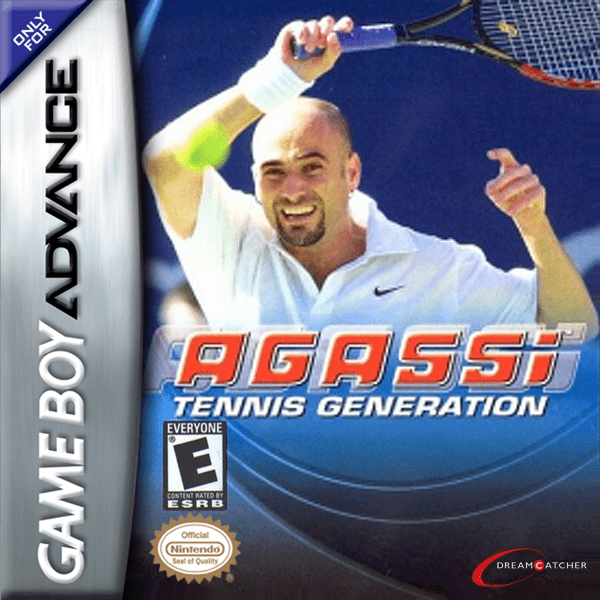 ONLY
FOR
GAME BOY ADVANCE
AGASSI
TENNIS GENERATION
EVERYONE
E
CONTENT RATED BY
ESRB
Official
Nintendo
Seal of Quality
DREAMCATCHER